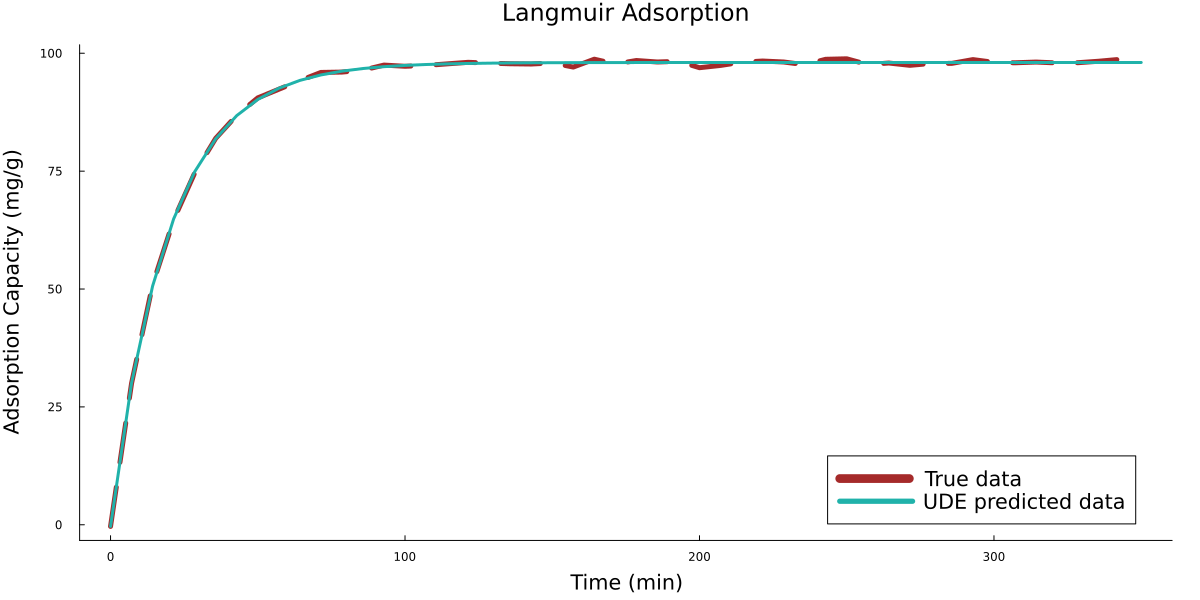 Langmuir Adsorption
Adsorption Capacity (mg/g)
100
75
50
25
0
0 100 200 300
Time (min)
True data
UDE predicted data